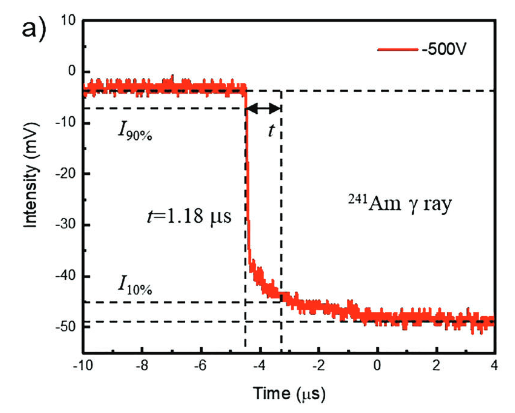 a)
10
0
-10
-20
-30
-40
-50
Intensity (mV)
-500V
I90%
t
241Am γ ray
t=1.18 μs
I10%
-10 -8 -6 -4 -2 0 2 4
Time (μs)